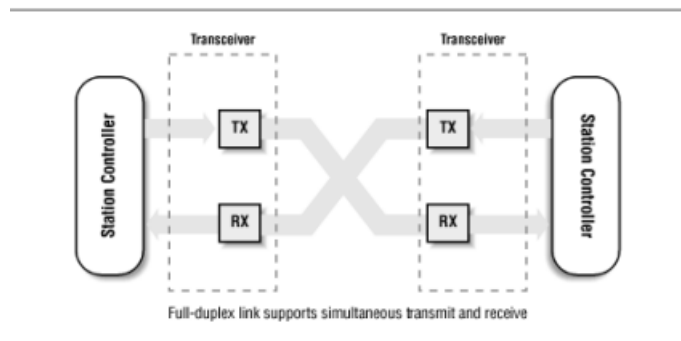 Transceiver
Transceiver
Station Controller
TX
TX
Station Controller
RX
RX
Full-duplex link supports simultaneous transmit and receive